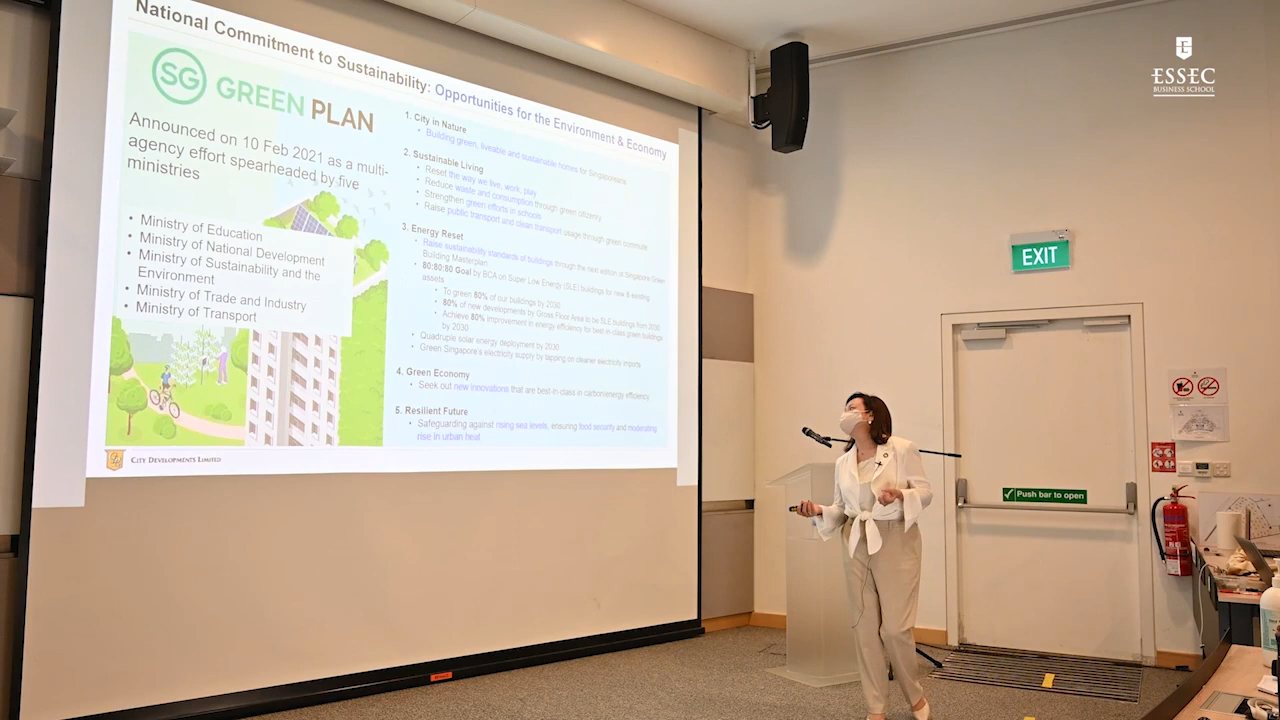 National Commitment to Sustainability: Opportunities for the Environment & Economy
SG GREEN PLAN
Announced on 10 Feb 2021 as a multi-
agency effort spearheaded by five
ministries
• Ministry of Education
• Ministry of National Development
• Ministry of Sustainability and the
Environment
• Ministry of Trade and Industry
• Ministry of Transport
1. City in Nature
• Building green, liveable and sustainable homes for Singaporeans
2. Sustainable Living
• Reset the way we live, work, play
• Reduce waste and consumption through green citizenry
• Strengthen green efforts in schools
• Raise public transport and clean transport usage through green commute
3. Energy Reset
• Raise sustainability standards of buildings through the next edition of Singapore Green
Building Masterplan
• 80:80:80 Goal by BCA on Super Low Energy (SLE) buildings for new & existing
assets
• To green 80% of our buildings by 2030
• 80% of new developments by Gross Floor Area to be SLE buildings from 2030
• Achieve 80% improvement in energy efficiency for best-in-class green buildings
by 2030
• Quadruple solar energy deployment by 2030
• Green Singapore's electricity supply by tapping on cleaner electricity imports
4. Green Economy
• Seek out new innovations that are best-in-class in carbon/energy efficiency
5. Resilient Future
• Safeguarding against rising sea levels, ensuring food security and moderating
rise in urban heat
CITY DEVELOPMENTS LIMITED
ESSEC
BUSINESS SCHOOL
EXIT
Push bar to open